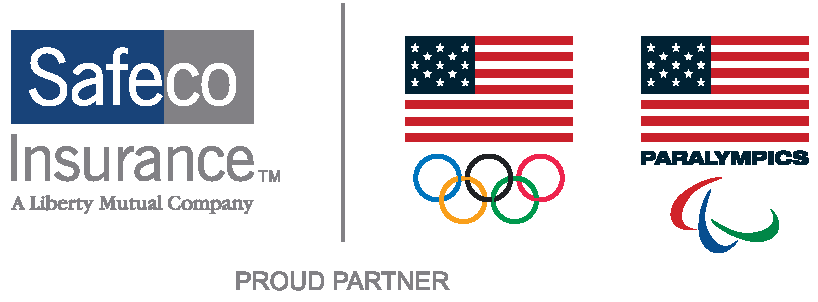 Safeco
Insurance™
A Liberty Mutual Company
PARALYMPICS
PROUD PARTNER